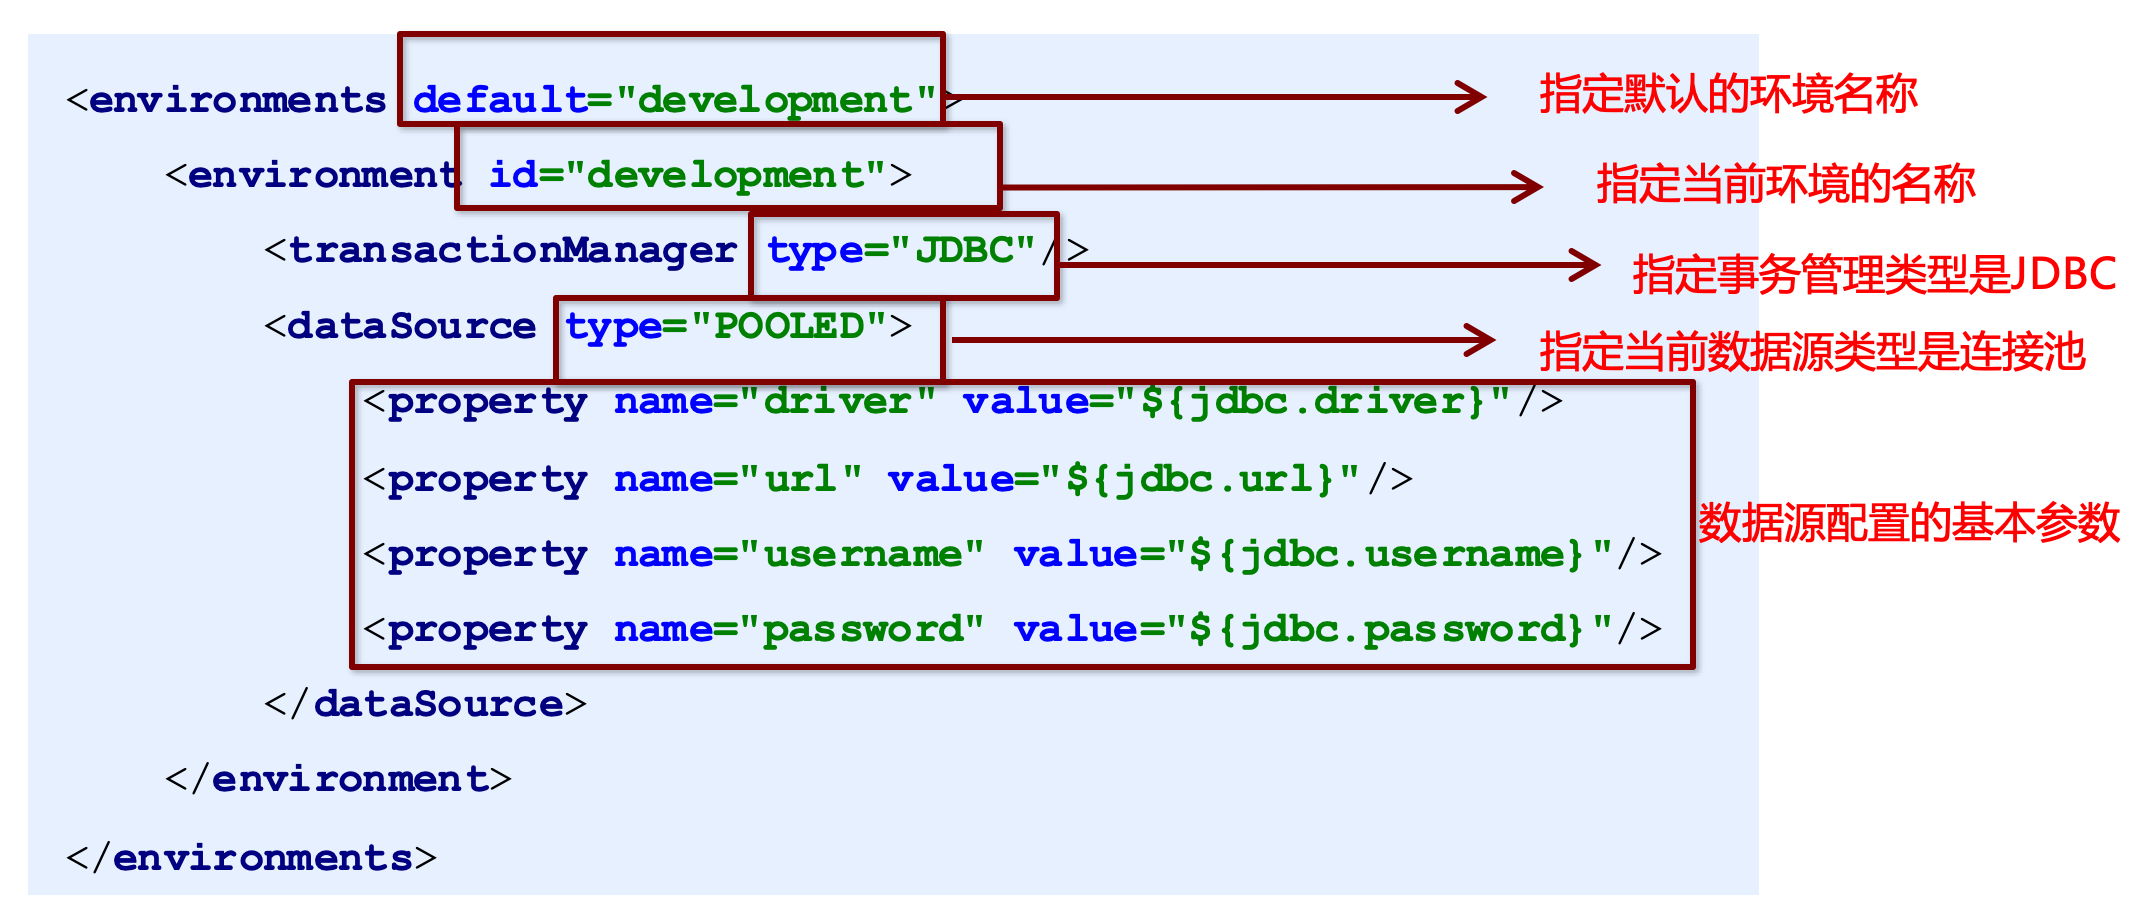 <environments default="development"> 指定默认的环境名称
<environment id="development"> 指定当前环境的名称
<transactionManager type="JDBC"/> 指定事务管理类型是JDBC
<dataSource type="POOLED"> 指定当前数据源类型是连接池
<property name="driver" value="${jdbc.driver}"/>
<property name="url" value="${jdbc.url}"/>
数据源配置的基本参数
<property name="username" value="${jdbc.username}"/>
<property name="password" value="${jdbc.password}"/>
</dataSource>
</environment>
</environments>